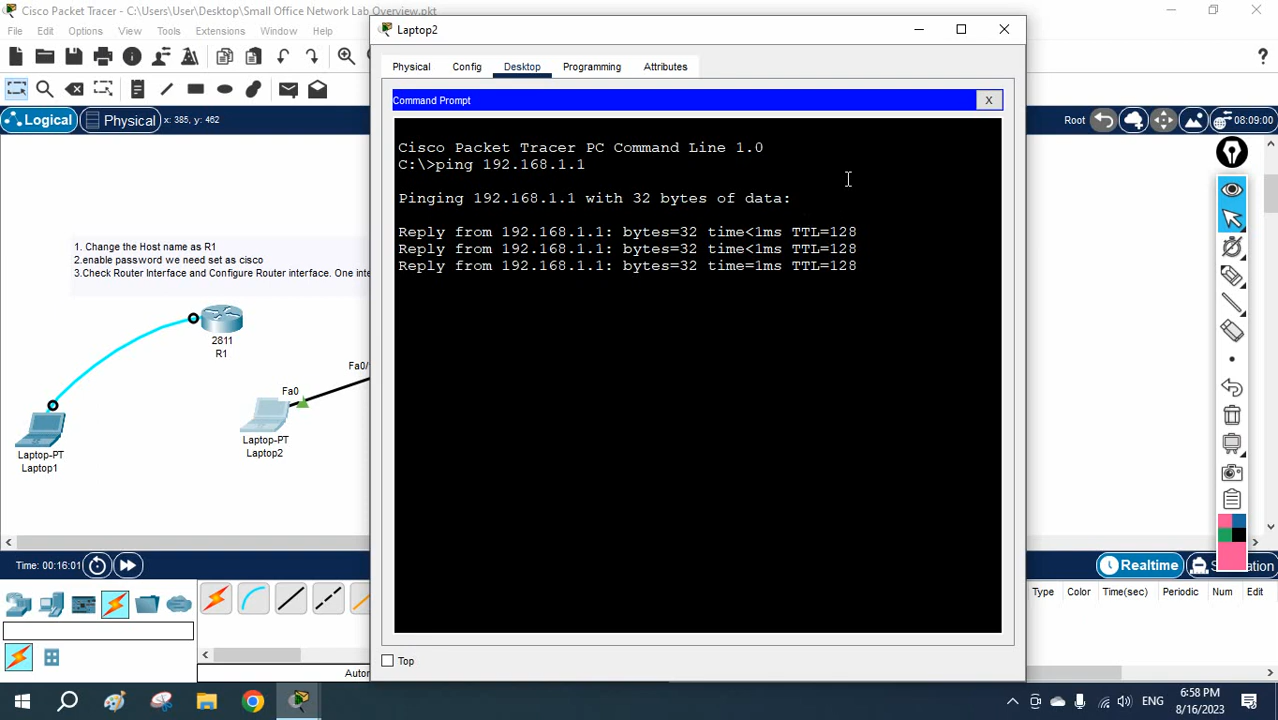 Cisco Packet Tracer - C:\Users\User\Desktop\Small Office Network Lab Overview.pkt
File Edit Options View Tools Extensions Window Help
Logical Physical x: 385, y: 462
Root 08:09:00
Laptop2
Physical Config Desktop Programming Attributes
Command Prompt
X
Cisco Packet Tracer PC Command Line 1.0
C:\>ping 192.168.1.1
Pinging 192.168.1.1 with 32 bytes of data:
Reply from 192.168.1.1: bytes=32 time<1ms TTL=128
Reply from 192.168.1.1: bytes=32 time<1ms TTL=128
Reply from 192.168.1.1: bytes=32 time=1ms TTL=128
Top
1. Change the Host name as R1
2.enable password we need set as cisco
3.Check Router Interface and Configure Router interface. One inte
2811
R1
Fa0/
Fa0
Laptop-PT
Laptop2
Laptop-PT
Laptop1
Time: 00:16:01
Realtime
Type Color Time(sec) Periodic Num Edit
Auto
ENG
6:58 PM
8/16/2023